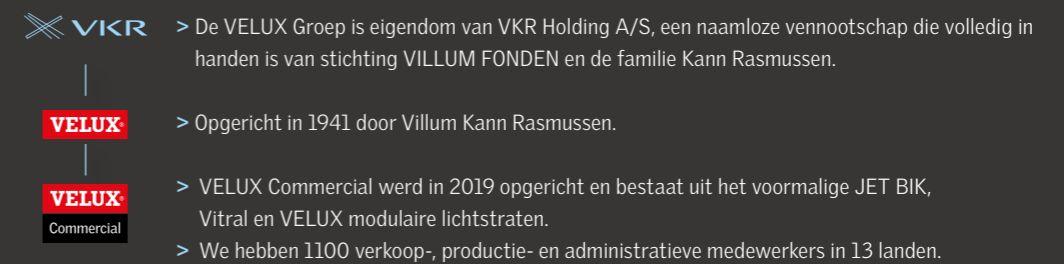 VKR > De VELUX Groep is eigendom van VKR Holding A/S, een naamloze vennootschap die volledig in
handen is van stichting VILLUM FONDEN en de familie Kann Rasmussen.
VELUX® > Opgericht in 1941 door Villum Kann Rasmussen.
VELUX® > VELUX Commercial werd in 2019 opgericht en bestaat uit het voormalige JET BIK,
Commercial Vitral en VELUX modulaire lichtstraten.
> We hebben 1100 verkoop-, productie- en administratieve medewerkers in 13 landen.